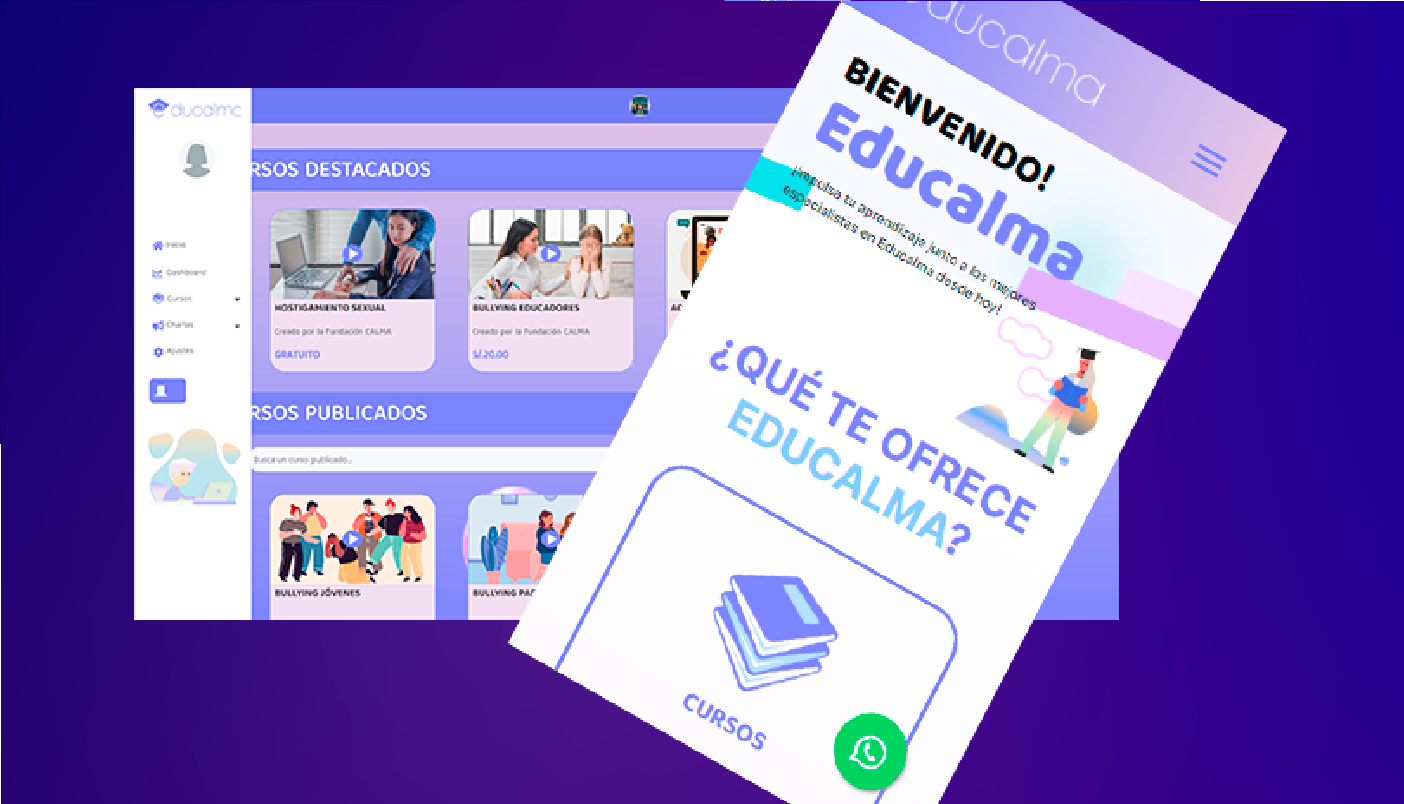 ducalmc
RSOS DESTACADOS
Inicio
Dashboard
Cursos
Charlas
Ajustes
HOSTIGAMIENTO SEXUAL
Creado por la Fundación CALMA
GRATUITO
BULLYING EDUCADORES
Creado por la Fundación CALMA
S/.20.00
RSOS PUBLICADOS
Busca un curso publicado...
BULLYING JÓVENES
BULLYING PA
educalma
BIENVENIDO!
Educalma
¡Impulsa tu aprendizaje junto a los mejores
especialistas en Educalma desde hoy!
¿QUÉ TE OFRECE
EDUCALMA?
CURSOS